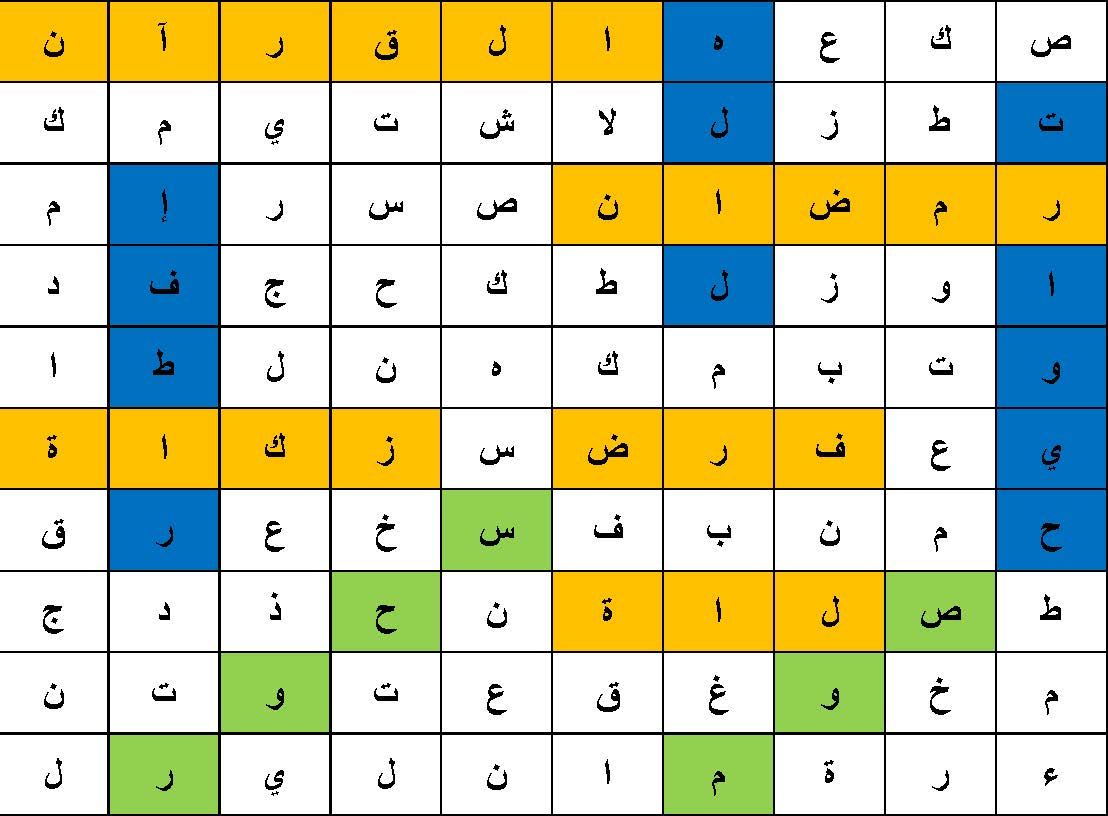 ص ك ع ه ا ل ق ر آ ن
ت ط ز ل لا ش ت ي م ك
ر م ض ا ن ص س ر إ م
ا و ز ل ط ك ح ج ف د
و ت ب م ك ه ن ل ط ا
ي ع ف ر ض س ز ك ا ة
ح م ن ب ف س خ ع ر ق
ط ص ل ا ة ن ح ذ د ج
م خ و غ ق ع ت و ت ن
ء ر ة م ا ن ل ي ر ل